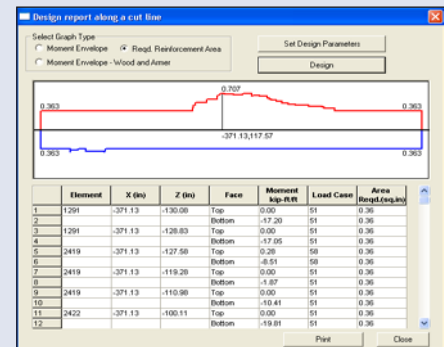 Design report along a cut line
Select Graph Type
Moment Envelope
Reqd. Reinforcement Area
Moment Envelope - Wood and Armer
Set Design Parameters
Design
0.707
0.363 0.363
-371.13,117.57
0.363 0.363
Element X (in) Z (in) Face Moment kip-ft/ft Load Case Area Reqd.(sq.in)
1 1291 -371.13 -130.08 Top 0.00 51 0.36
2 Bottom -17.20 51 0.36
3 1291 -371.13 -128.83 Top 0.00 51 0.36
4 Bottom -17.05 51 0.36
5 2419 -371.13 -127.58 Top 0.28 58 0.36
6 Bottom -8.51 58 0.36
7 2419 -371.13 -119.28 Top 0.00 51 0.36
8 Bottom -1.87 51 0.36
9 2419 -371.13 -110.98 Top 0.00 51 0.36
10 Bottom -10.41 51 0.36
11 2422 -371.13 -100.11 Top 0.00 51 0.36
12 Bottom -19.81 51 0.36
Print Close